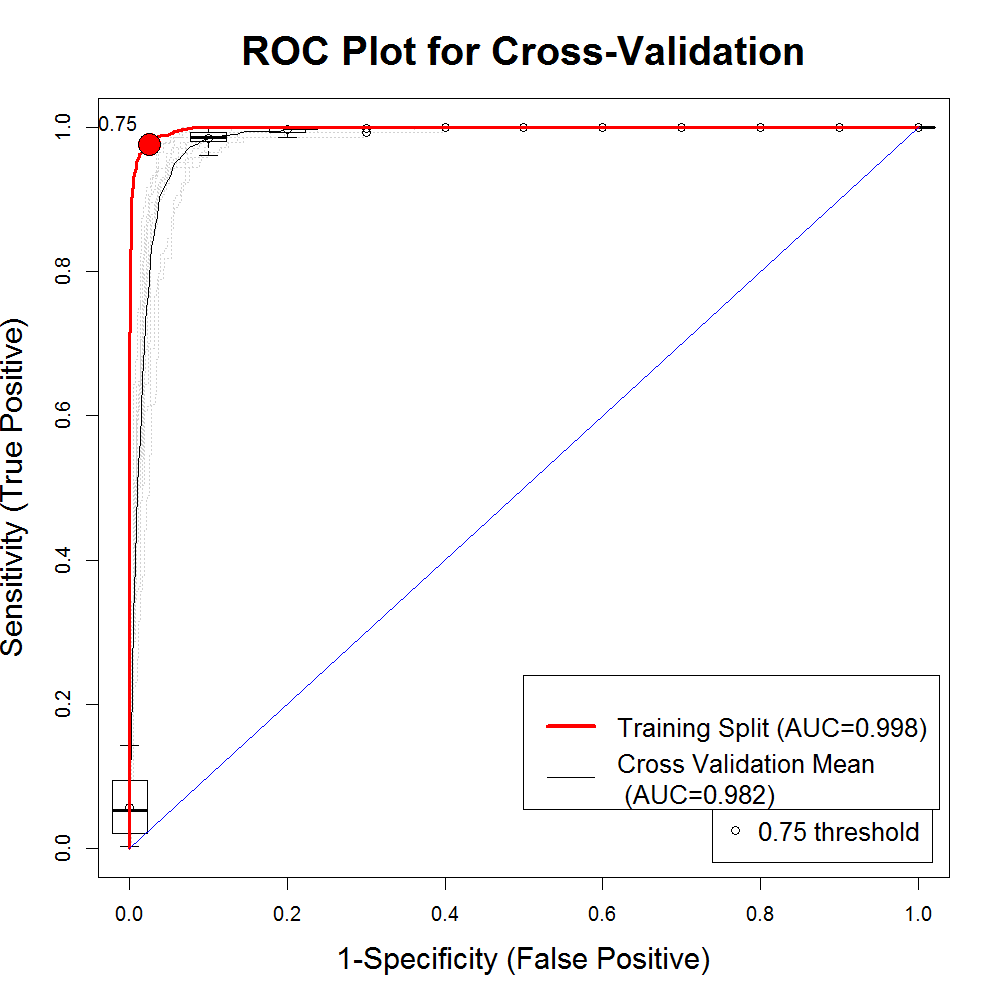 ROC Plot for Cross-Validation
Sensitivity (True Positive)
1.0
0.8
0.6
0.4
0.2
0.0
0.75
Training Split (AUC=0.998)
Cross Validation Mean
(AUC=0.982)
0.75 threshold
0.0 0.2 0.4 0.6 0.8 1.0
1-Specificity (False Positive)